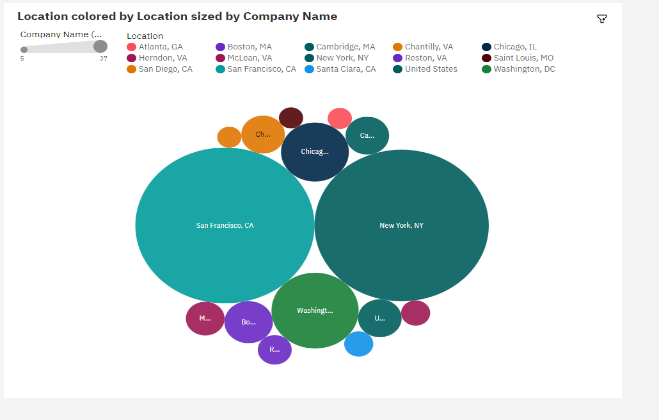 Location colored by Location sized by Company Name
Company Name (...
5 37
Location
Atlanta, GA Boston, MA Cambridge, MA Chantilly, VA Chicago, IL
Herndon, VA McLean, VA New York, NY Reston, VA Saint Louis, MO
San Diego, CA San Francisco, CA Santa Clara, CA United States Washington, DC
Ch...
Chicag...
Ca...
San Francisco, CA
New York, NY
M...
Bo...
Washingt...
U...
R...